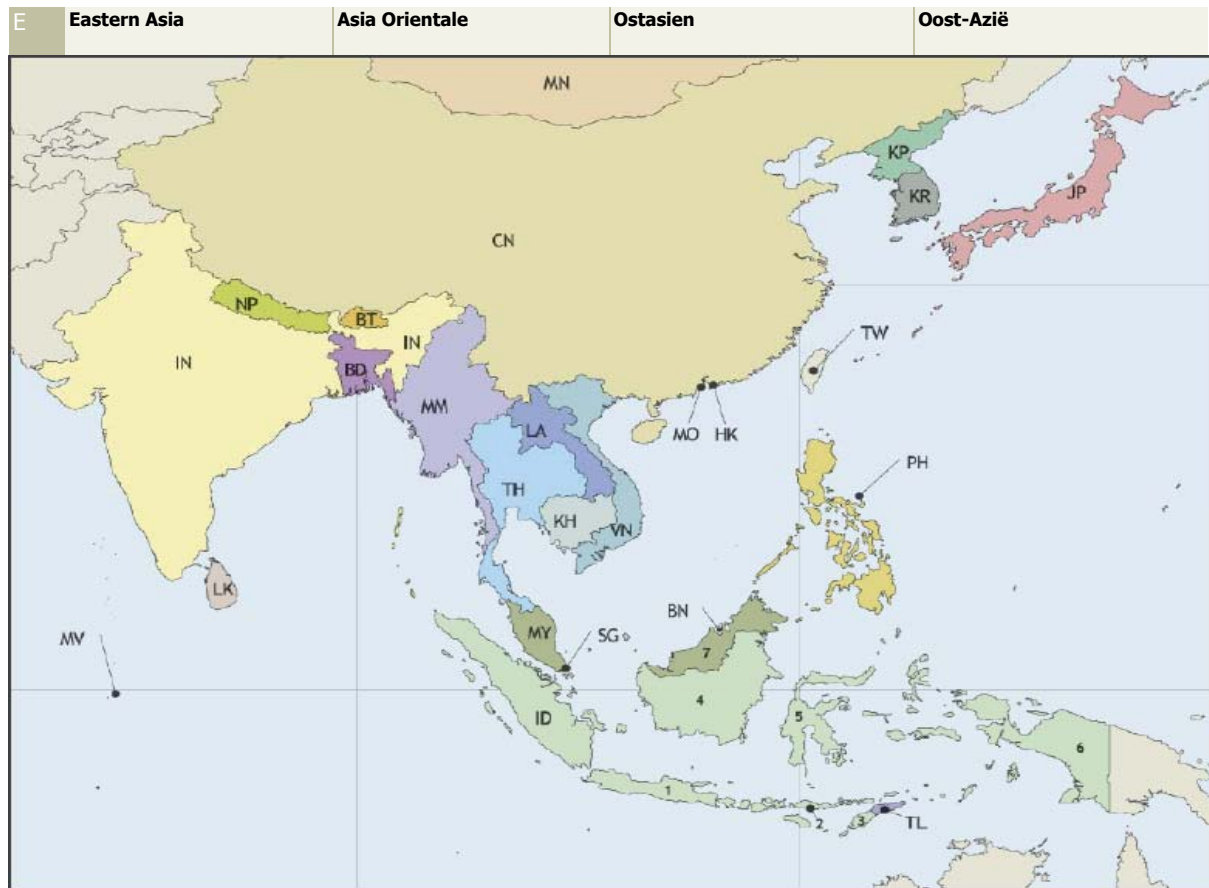 E Eastern Asia Asia Orientale Ostasien Oost-Azië
MN
KP
KR JP
CN
NP
BT
IN IN
TW
BD
MM
LA MO HK
PH
TH
KH VN
LK
BN
MV MY SG
7
4
ID 5
6
1
2 3 TL